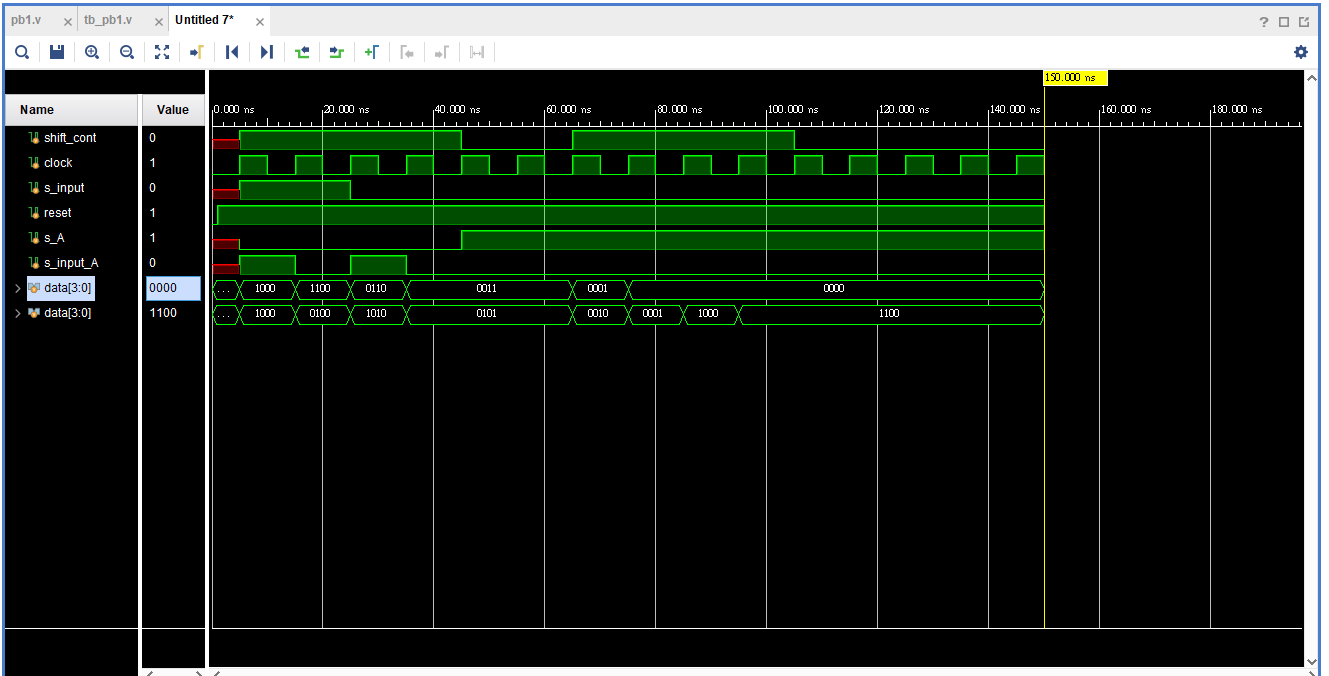 pb1.v tb_pb1.v Untitled 7*
150.000 ns
Name Value
0.000 ns 20.000 ns 40.000 ns 60.000 ns 80.000 ns 100.000 ns 120.000 ns 140.000 ns 160.000 ns 180.000 ns
shift_cont 0
clock 1
s_input 0
reset 1
s_A 1
s_input_A 0
data[3:0] 0000 ... 1000 1100 0110 0011 0001 0000
data[3:0] 1100 ... 1000 0100 1010 0101 0010 0001 1000 1100